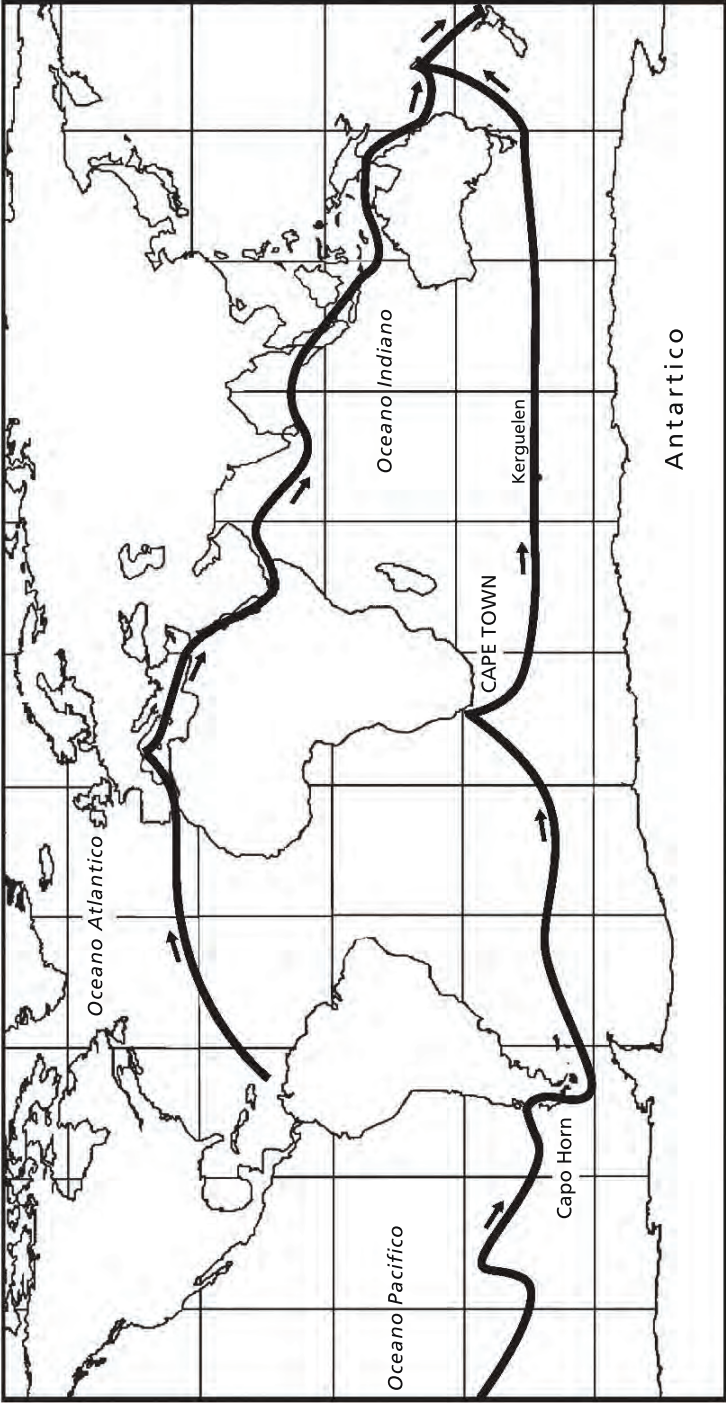 Oceano Atlantico
Oceano Pacifico
Oceano Indiano
CAPE TOWN
Kerguelen
Capo Horn
Antartico